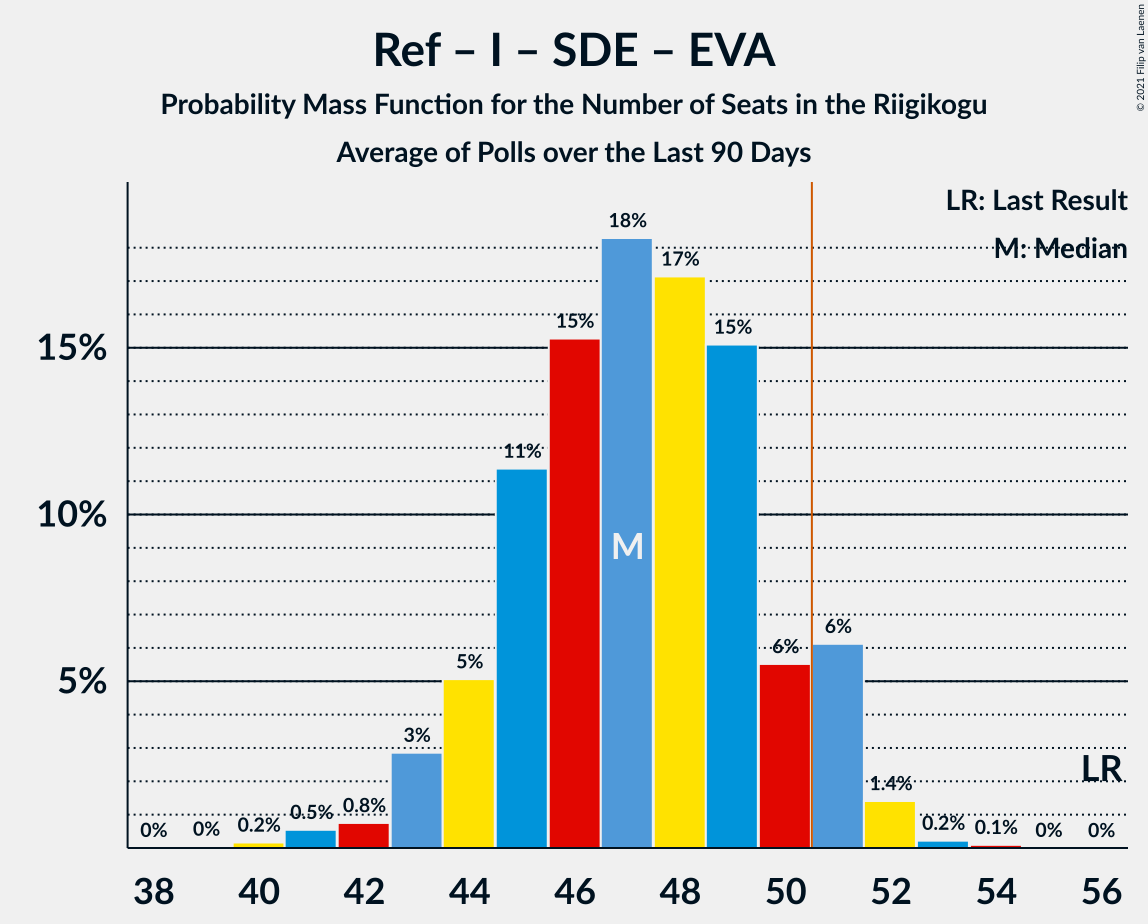 Ref – I – SDE – EVA
Probability Mass Function for the Number of Seats in the Riigikogu
Average of Polls over the Last 90 Days
© 2021 Filip van Laenen
LR: Last Result
M: Median
15%
10%
5%
0%
0%
0.2%
0.5%
0.8%
3%
5%
11%
15%
18%
17%
15%
6%
6%
1.4%
0.2%
0.1%
0%
0%
M
LR
38 40 42 44 46 48 50 52 54 56